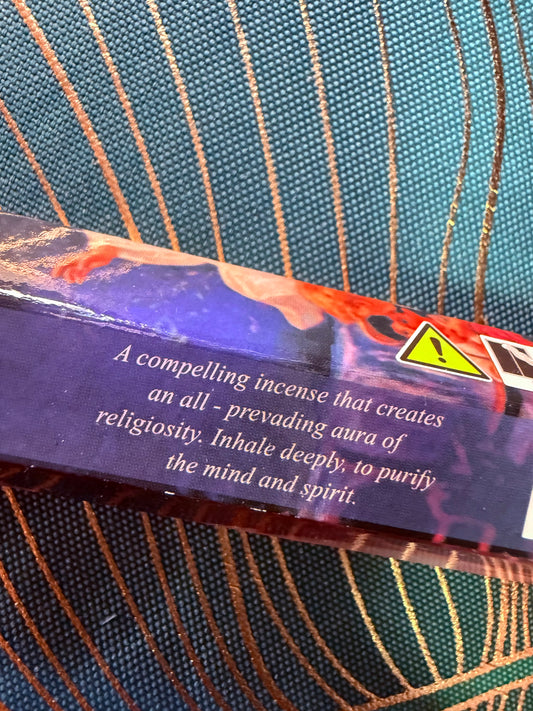 A compelling incense that creates
an all - prevading aura of
religiosity. Inhale deeply, to purify
the mind and spirit.